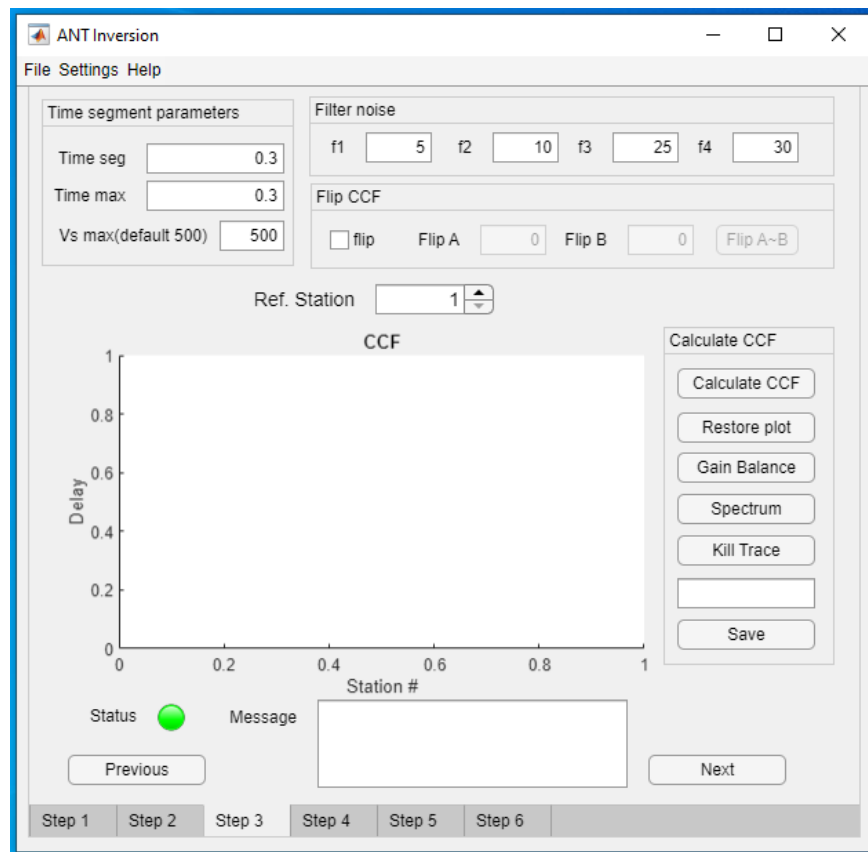 ANT Inversion
File Settings Help
Time segment parameters
Time seg 0.3
Time max 0.3
Vs max(default 500) 500
Filter noise
f1 5 f2 10 f3 25 f4 30
Flip CCF
flip Flip A 0 Flip B 0 Flip A~B
Ref. Station 1
CCF
1
0.8
0.6
0.4
0.2
0
Delay
0 0.2 0.4 0.6 0.8 1
Station #
Calculate CCF
Calculate CCF
Restore plot
Gain Balance
Spectrum
Kill Trace
Save
Status Message
Previous Next
Step 1 Step 2 Step 3 Step 4 Step 5 Step 6